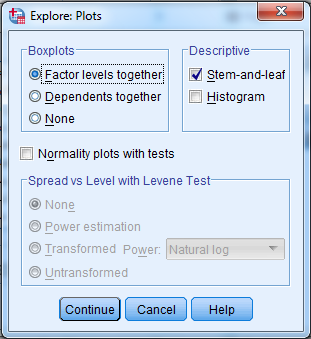 Explore: Plots
Boxplots
Factor levels together
Dependents together
None
Descriptive
Stem-and-leaf
Histogram
Normality plots with tests
Spread vs Level with Levene Test
None
Power estimation
Transformed Power: Natural log
Untransformed
Continue Cancel Help